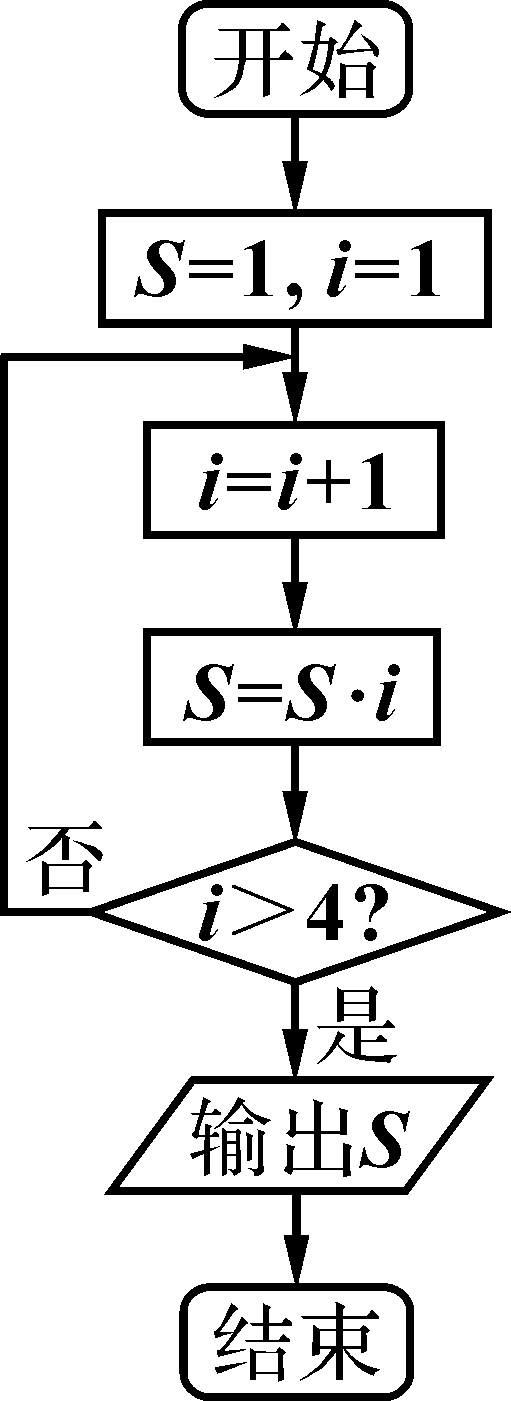 开始
S=1, i=1
i=i+1
S=S·i
否
i>4?
是
输出S
结束